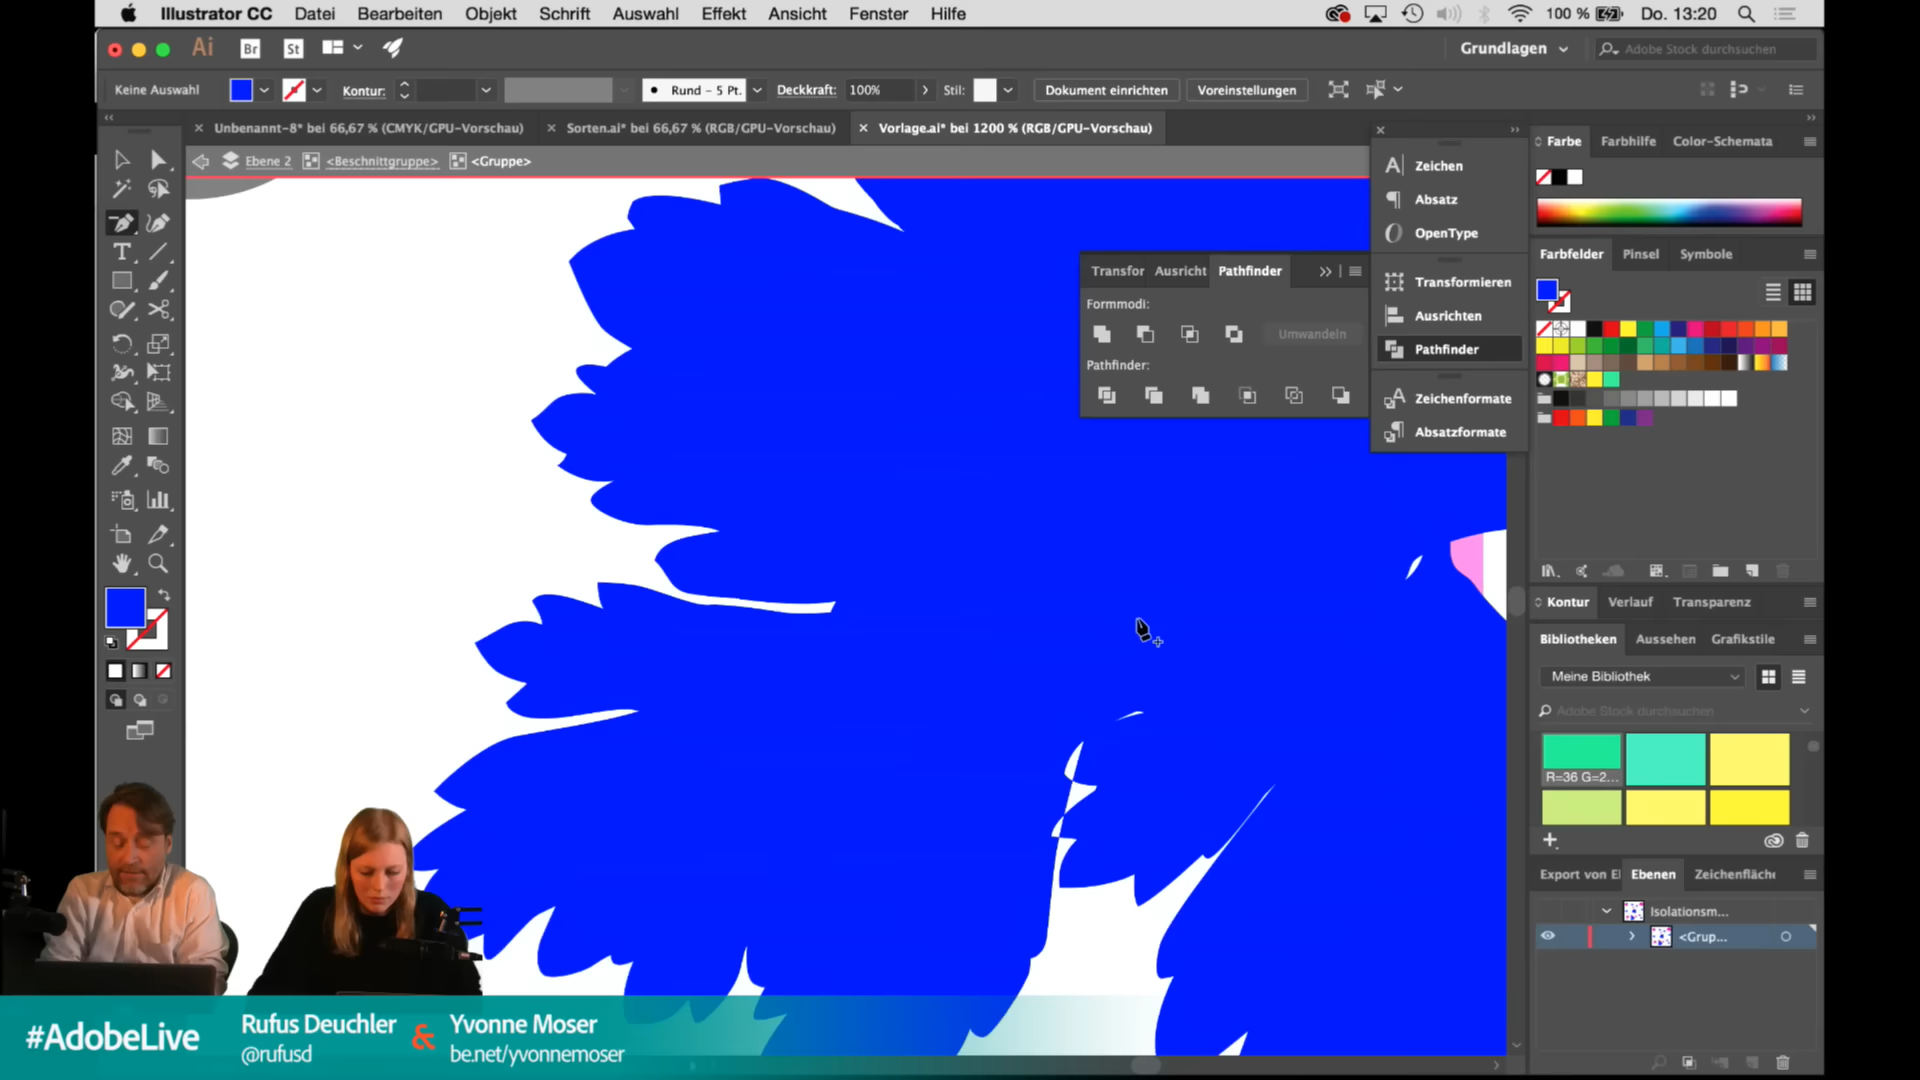 Illustrator CC Datei Bearbeiten Objekt Schrift Auswahl Effekt Ansicht Fenster Hilfe 100 % Do. 13:20
Ai Br St Grundlagen Adobe Stock durchsuchen
Keine Auswahl Kontur: Rund – 5 Pt. Deckkraft: 100% Stil: Dokument einrichten Voreinstellungen
Unbenannt-8* bei 66,67 % (CMYK/GPU-Vorschau) Sorten.ai* bei 66,67 % (RGB/GPU-Vorschau) Vorlage.ai* bei 1200 % (RGB/GPU-Vorschau)
Ebene 2 <Beschnittgruppe> <Gruppe>
Zeichen
Absatz
OpenType
Transformieren
Ausrichten
Pathfinder
Zeichenformate
Absatzformate
Transfor Ausricht Pathfinder
Formmodi:
Umwandeln
Pathfinder:
Farbe Farbhilfe Color-Schemata
Farbfelder Pinsel Symbole
Kontur Verlauf Transparenz
Bibliotheken Aussehen Grafikstile
Meine Bibliothek
Adobe Stock durchsuchen
R=36 G=2...
Export von El Ebenen Zeichenfläche
Isolationsm...
<Grup...
#AdobeLive
Rufus Deuchler & Yvonne Moser
@rufusd be.net/yvonnemoser